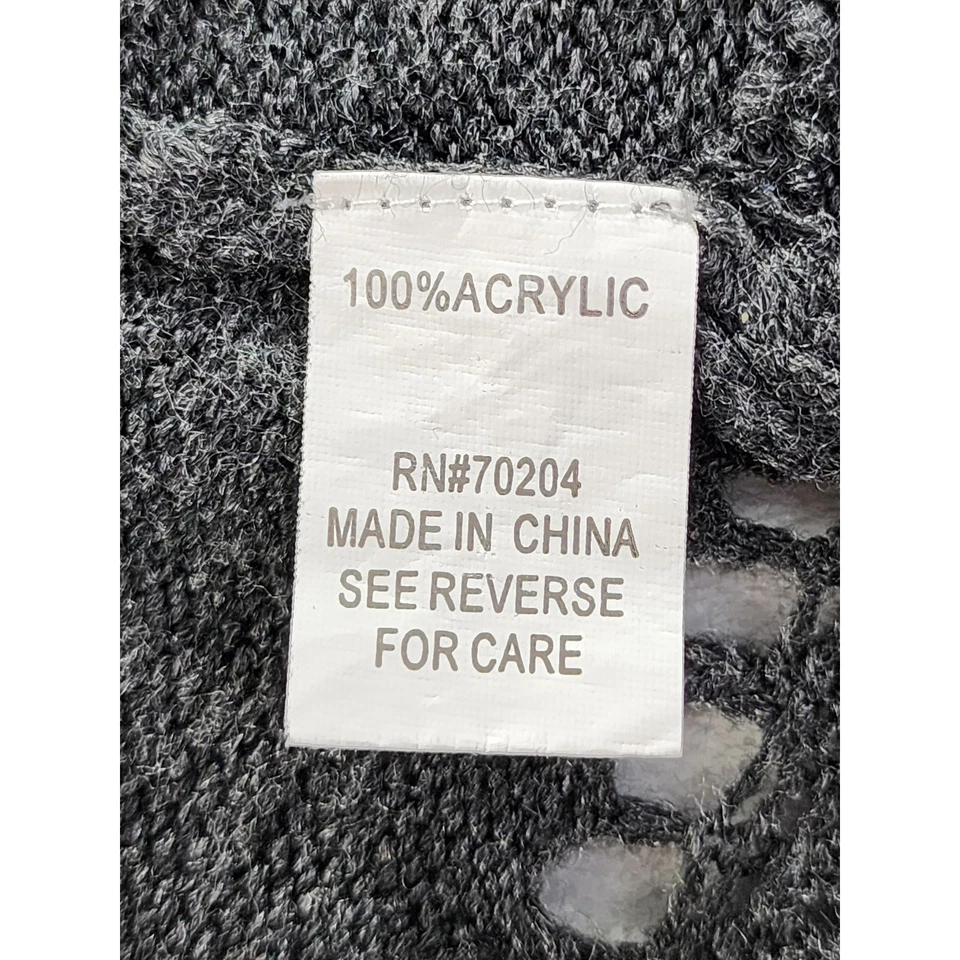 100%ACRYLIC
RN#70204
MADE IN CHINA
SEE REVERSE
FOR CARE